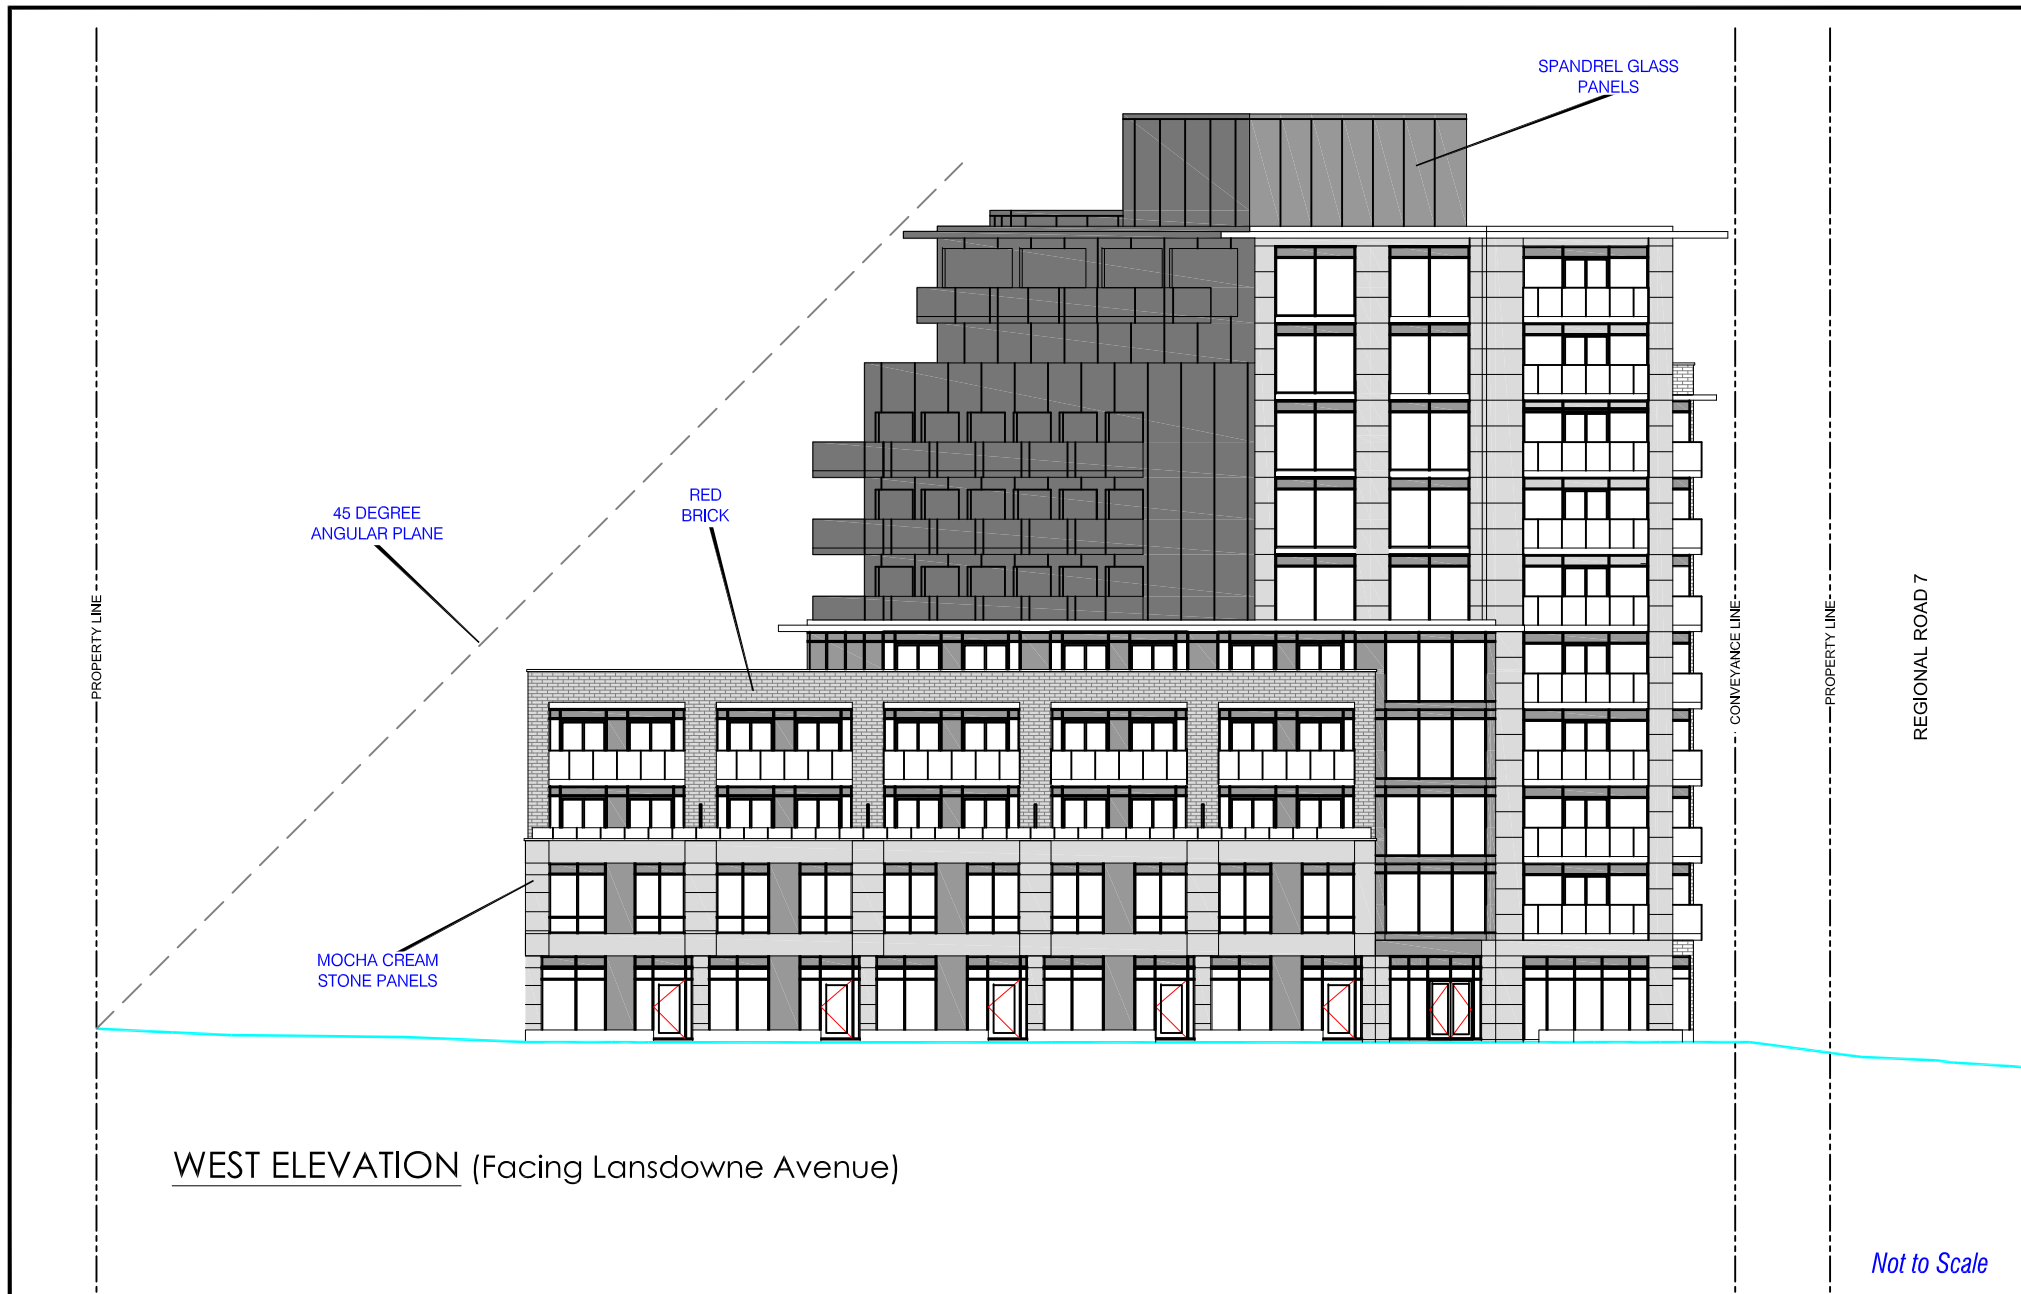 SPANDREL GLASS
PANELS
RED
BRICK
45 DEGREE
ANGULAR PLANE
PROPERTY LINE
CONVEYANCE LINE
PROPERTY LINE
REGIONAL ROAD 7
MOCHA CREAM
STONE PANELS
WEST ELEVATION (Facing Lansdowne Avenue)
Not to Scale